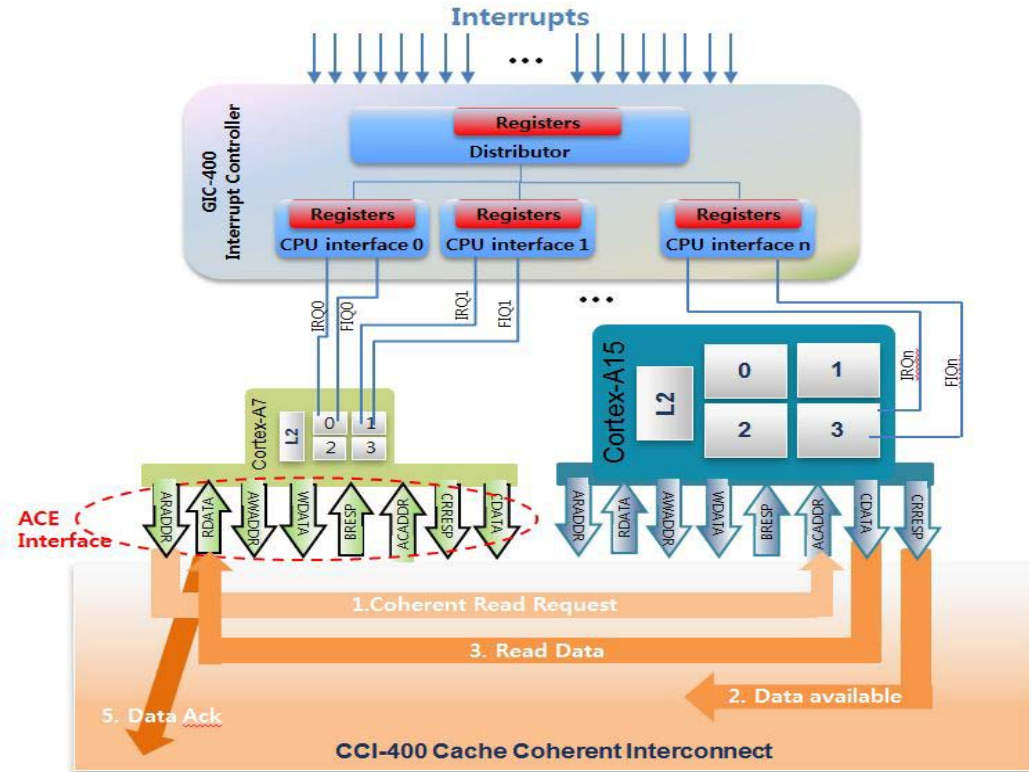 Interrupts
...
Registers
Distributor
GIC-400
Interrupt Controller
Registers
CPU interface 0
Registers
CPU interface 1
Registers
CPU interface n
IRQ0
FIQ0
IRQ1
FIQ1
...
IRQn
FIQn
Cortex-A7
L2
0
1
2
3
Cortex-A15
L2
0
1
2
3
ACE
Interface
ARADDR
RDATA
AWADDR
WDATA
BRESP
ACADDR
CRRESP
CDATA
ARADDR
RDATA
AWADDR
WDATA
BRESP
ACADDR
CDATA
CRRESP
1.Coherent Read Request
3. Read Data
2. Data available
5. Data Ack
CCI-400 Cache Coherent Interconnect